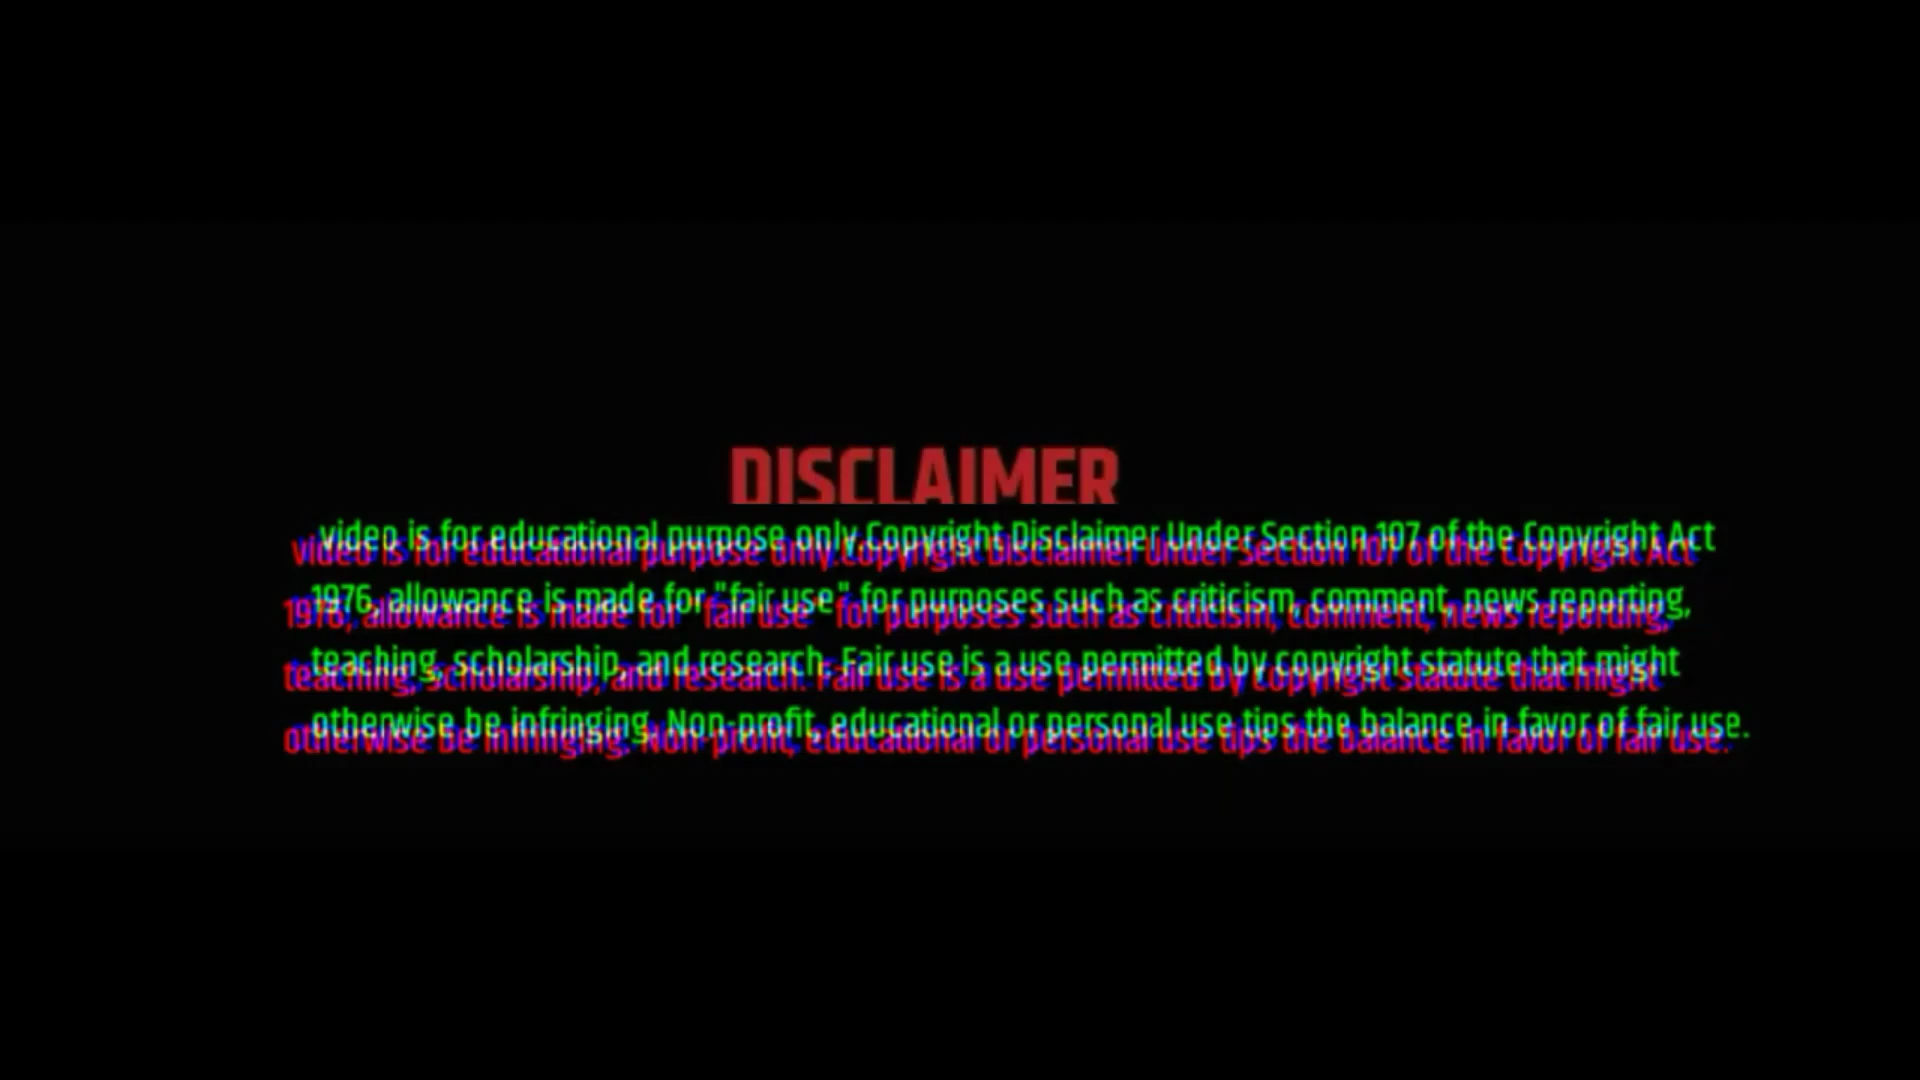 DISCLAIMER
video is for educational purpose only.Copyright Disclaimer Under Section 107 of the Copyright Act
1976, allowance is made for "fair use" for purposes such as criticism, comment, news reporting,
teaching, scholarship, and research. Fair use is a use permitted by copyright statute that might
otherwise be infringing. Non-profit, educational or personal use tips the balance in favor of fair use.